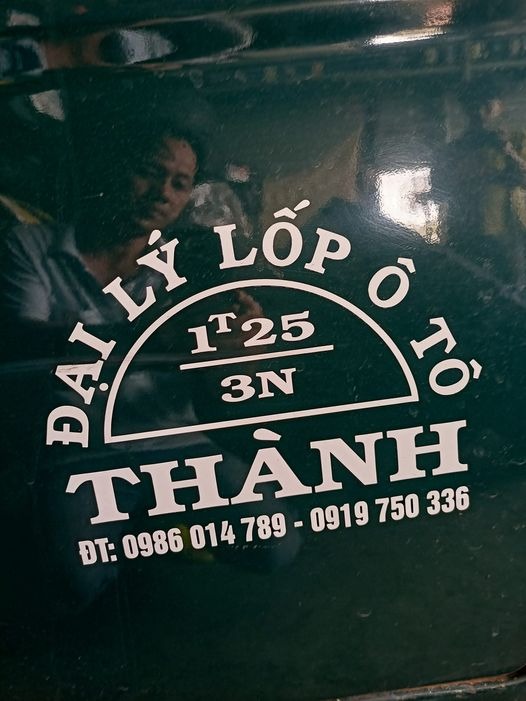 ĐẠI LÝ LỐP Ô TÔ
1T25
3N
THÀNH
ĐT: 0986 014 789 - 0919 750 336